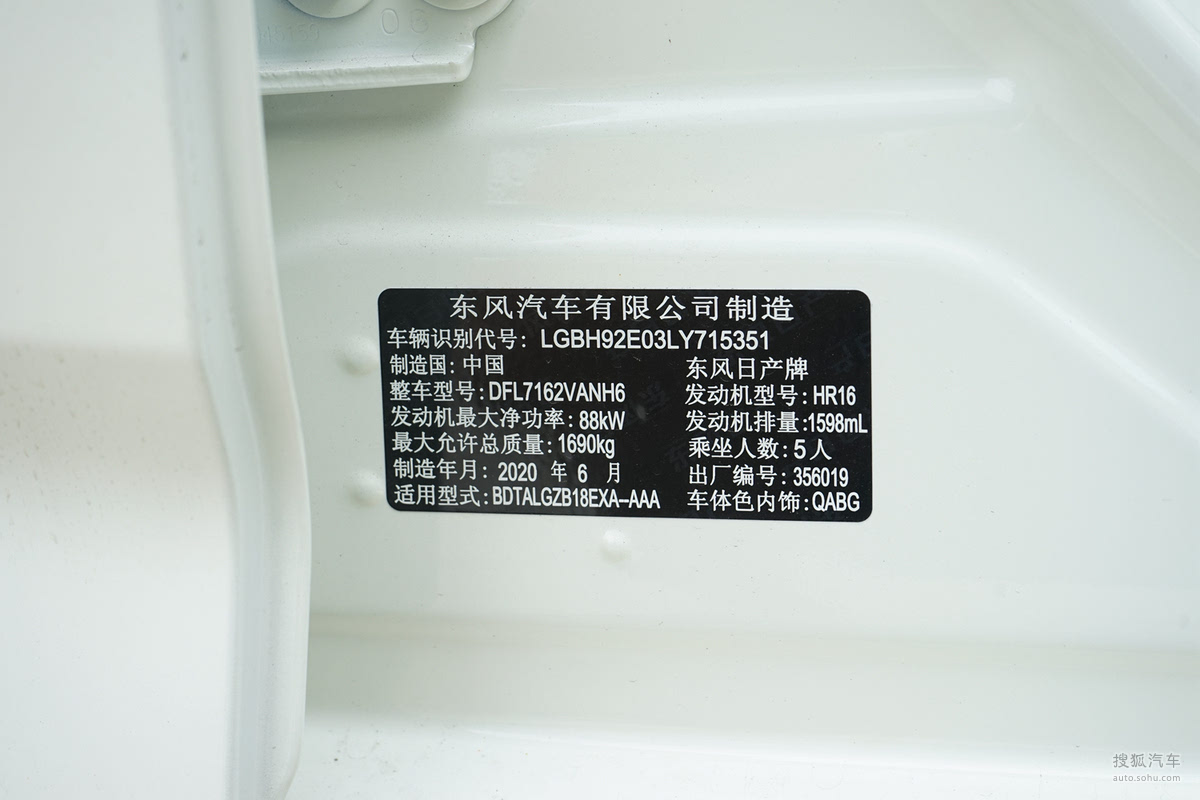 东风汽车有限公司制造
车辆识别代号: LGBH92E03LY715351
制造国: 中国 东风日产牌
整车型号: DFL7162VANH6 发动机型号: HR16
发动机最大净功率: 88kW 发动机排量: 1598mL
最大允许总质量: 1690kg 乘坐人数: 5人
制造年月: 2020 年 6 月 出厂编号: 356019
适用型式: BDTALGZB18EXA-AAA 车体色内饰: QABG
搜狐汽车
auto.sohu.com